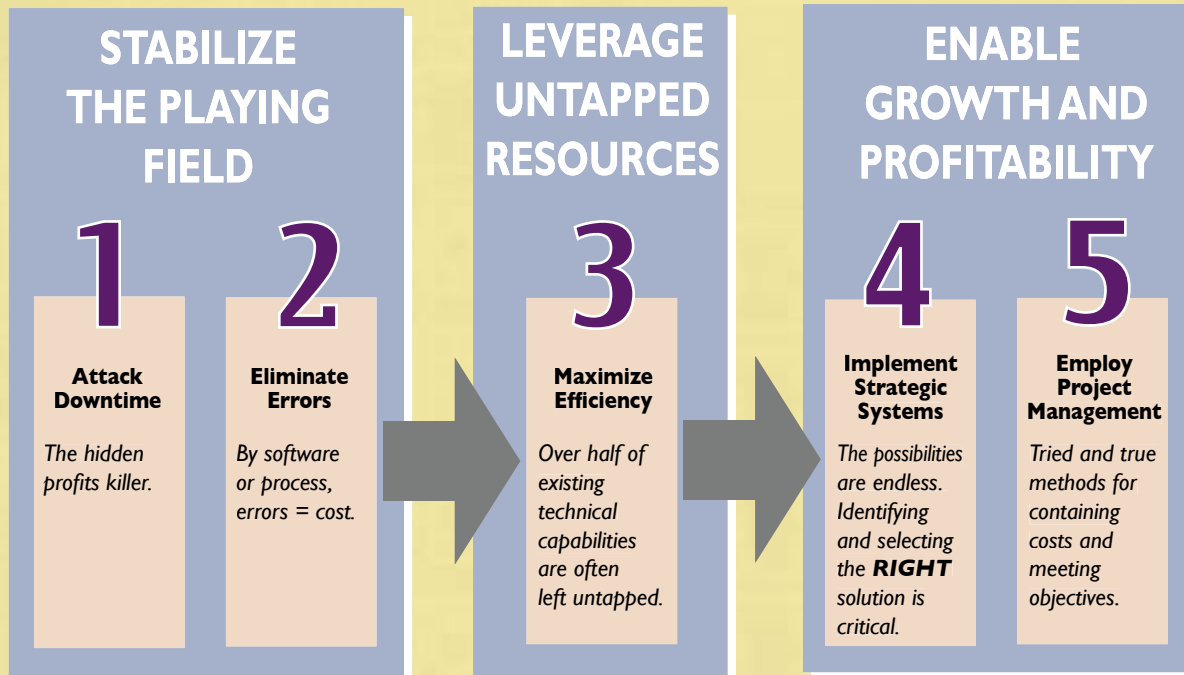 STABILIZE
THE PLAYING
FIELD
1
Attack
Downtime
The hidden
profits killer.
2
Eliminate
Errors
By software
or process,
errors = cost.
LEVERAGE
UNTAPPED
RESOURCES
3
Maximize
Efficiency
Over half of
existing
technical
capabilities
are often
left untapped.
ENABLE
GROWTH AND
PROFITABILITY
4
Implement
Strategic
Systems
The possibilities
are endless.
Identifying
and selecting
the RIGHT
solution is
critical.
5
Employ
Project
Management
Tried and true
methods for
containing
costs and
meeting
objectives.